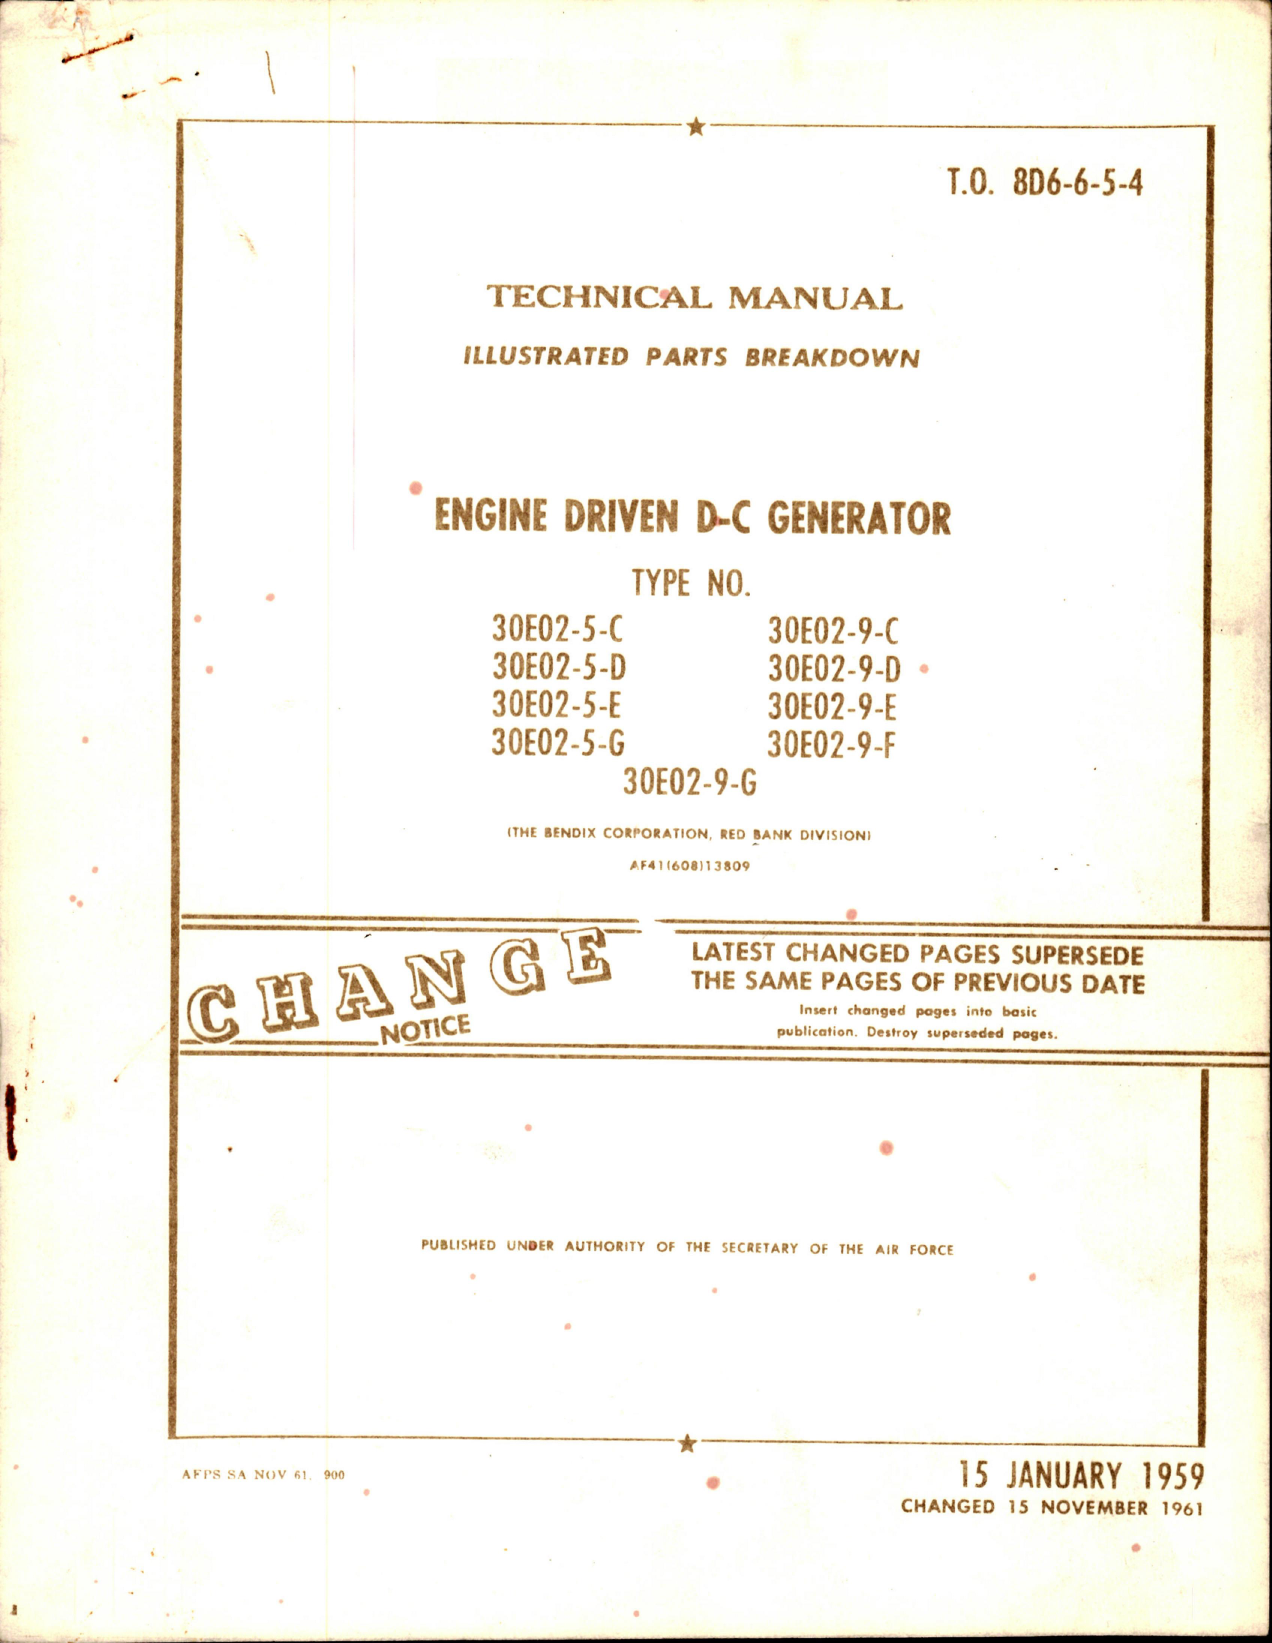 T.O. 8D6-6-5-4
TECHNICAL MANUAL
ILLUSTRATED PARTS BREAKDOWN
ENGINE DRIVEN D-C GENERATOR
TYPE NO.
30E02-5-C 30E02-9-C
30E02-5-D 30E02-9-D
30E02-5-E 30E02-9-E
30E02-5-G 30E02-9-F
30E02-9-G
(THE BENDIX CORPORATION, RED BANK DIVISION)
AF41(608)13809
CHANGE
NOTICE
LATEST CHANGED PAGES SUPERSEDE
THE SAME PAGES OF PREVIOUS DATE
Insert changed pages into basic
publication. Destroy superseded pages.
PUBLISHED UNDER AUTHORITY OF THE SECRETARY OF THE AIR FORCE
AFPS SA NOV 61. 900
15 JANUARY 1959
CHANGED 15 NOVEMBER 1961